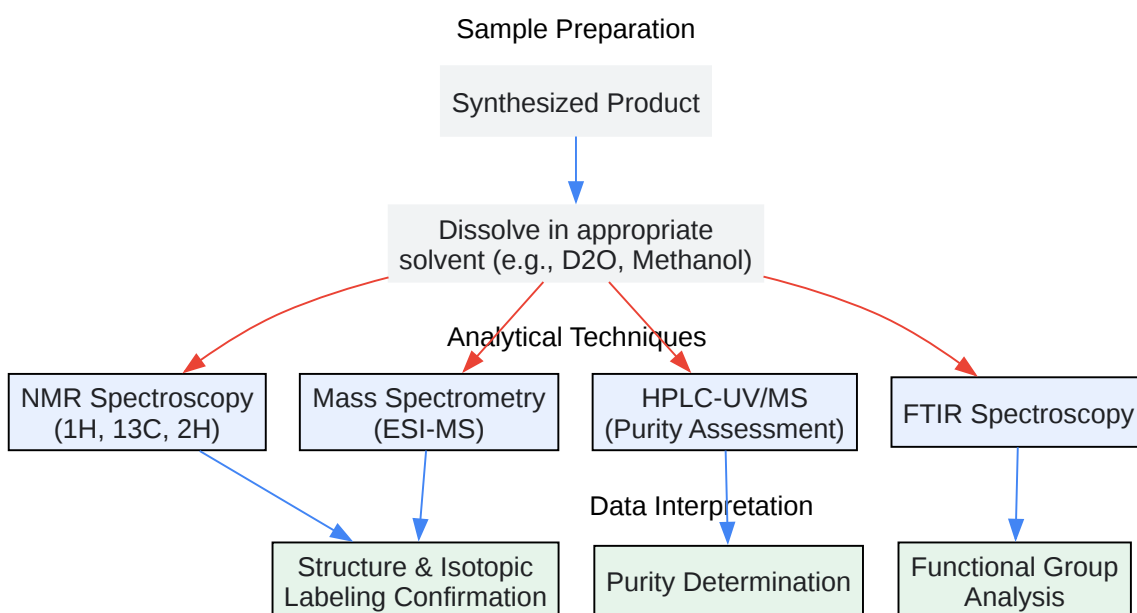 Sample Preparation
Synthesized Product
Dissolve in appropriate
solvent (e.g., D2O, Methanol)
Analytical Techniques
NMR Spectroscopy
(1H, 13C, 2H)
Mass Spectrometry
(ESI-MS)
HPLC-UV/MS
(Purity Assessment)
FTIR Spectroscopy
Data Interpretation
Structure & Isotopic
Labeling Confirmation
Purity Determination
Functional Group
Analysis